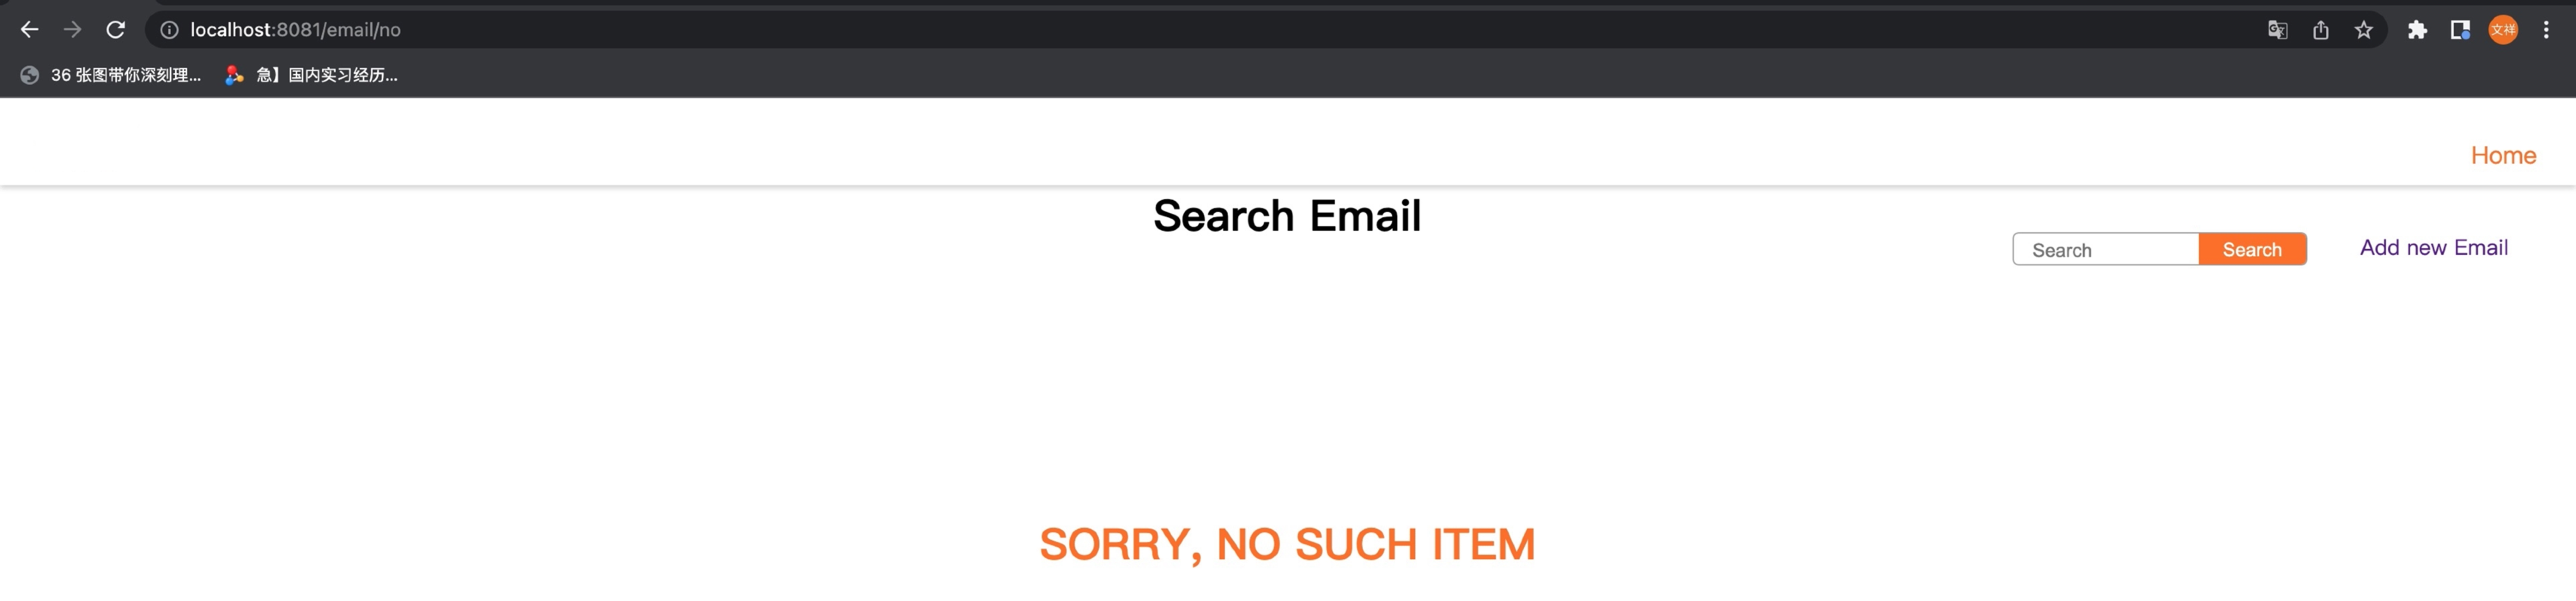 localhost:8081/email/no
文祥
36 张图带你深刻理... 急】国内实习经历...
Home
Search Email
Search Search Add new Email
SORRY, NO SUCH ITEM